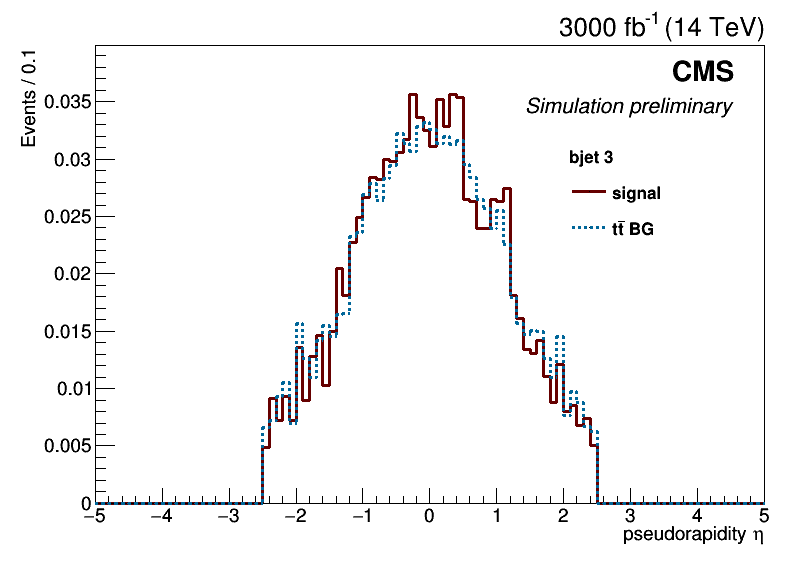 3000 fb⁻¹ (14 TeV)
Events / 0.1
CMS
Simulation preliminary
bjet 3
signal
tt̄ BG
0.035
0.03
0.025
0.02
0.015
0.01
0.005
0
−5 −4 −3 −2 −1 0 1 2 3 4 5
pseudorapidity η